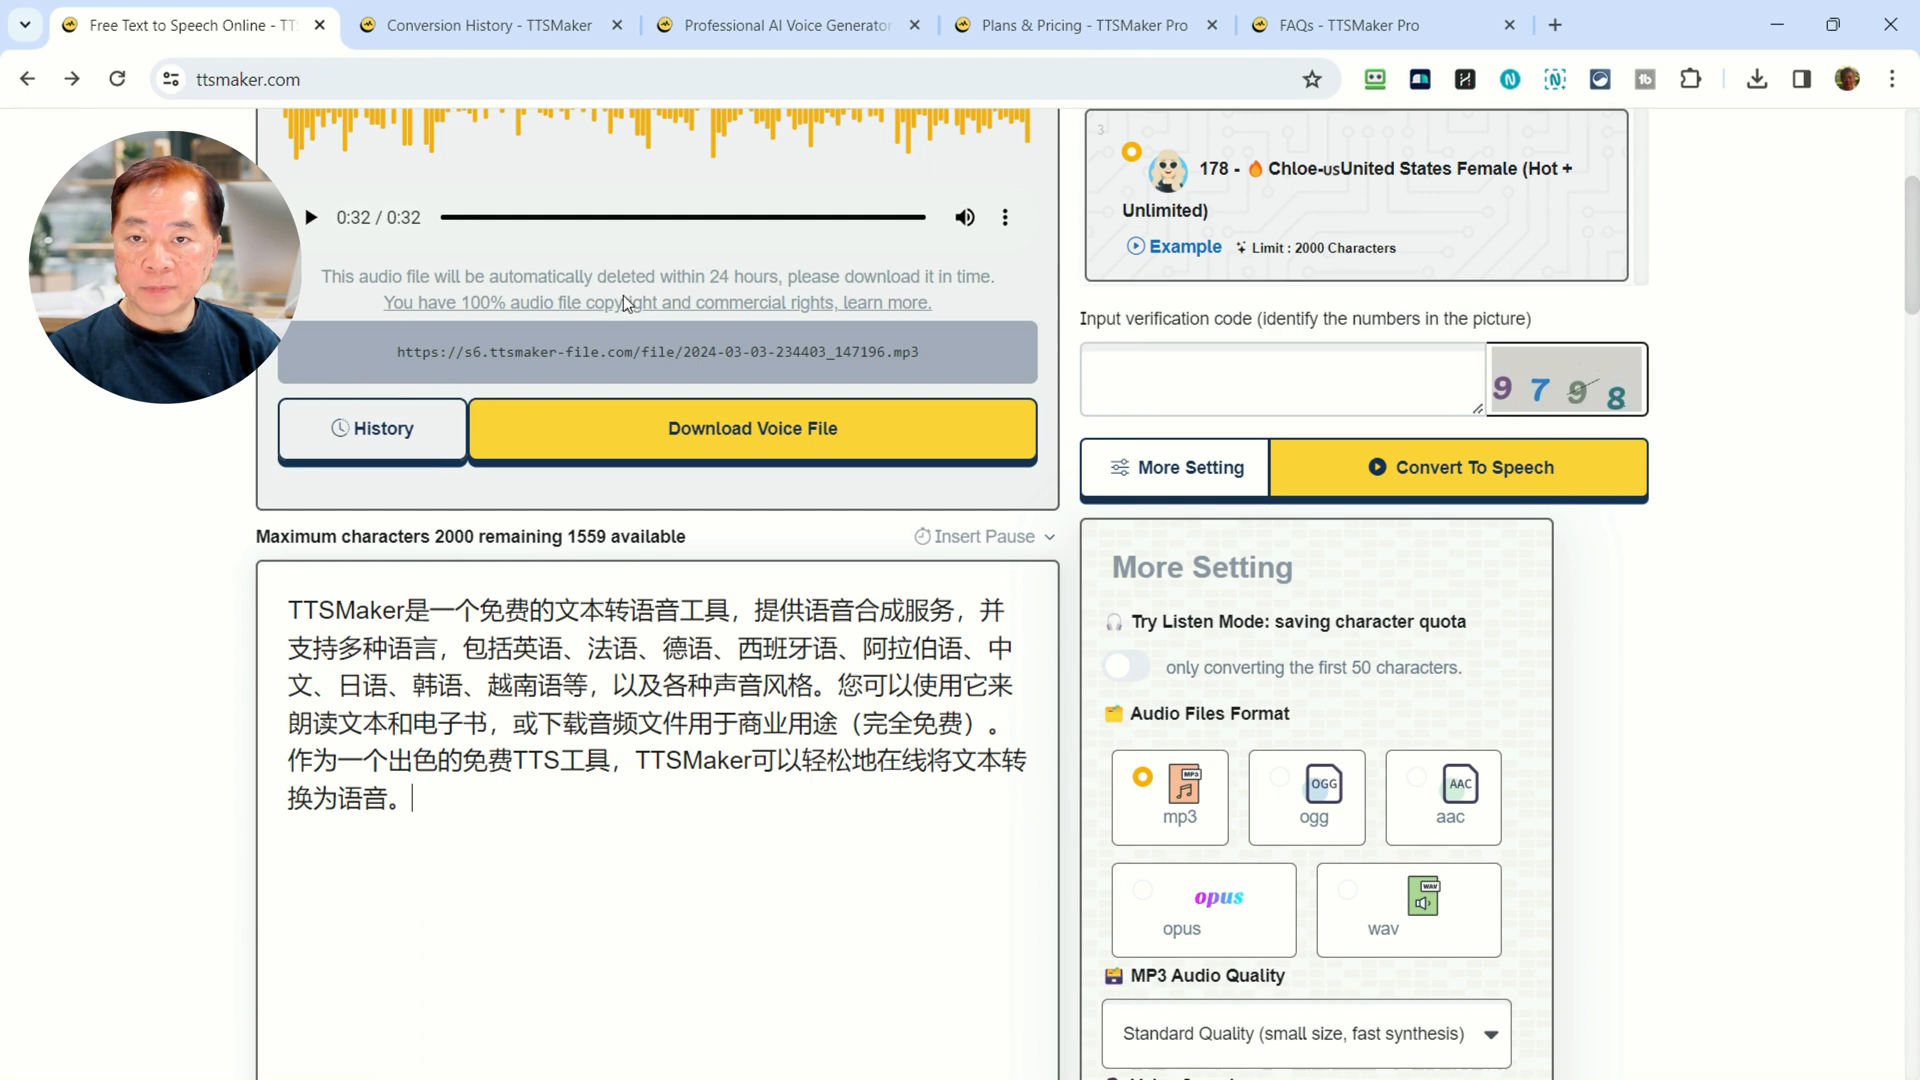 Free Text to Speech Online - TT
Conversion History - TTSMaker
Professional AI Voice Generator
Plans & Pricing - TTSMaker Pro
FAQs - TTSMaker Pro
ttsmaker.com
3
178 - 🔥 Chloe-usUnited States Female (Hot +
Unlimited)
Example
Limit : 2000 Characters
0:32 / 0:32
This audio file will be automatically deleted within 24 hours, please download it in time.
You have 100% audio file copyright and commercial rights, learn more.
https://s6.ttsmaker-file.com/file/2024-03-03-234403_147196.mp3
History
Download Voice File
Input verification code (identify the numbers in the picture)
9 7 9 8
More Setting
Convert To Speech
Maximum characters 2000 remaining 1559 available
Insert Pause
TTSMaker是一个免费的文本转语音工具，提供语音合成服务，并
支持多种语言，包括英语、法语、德语、西班牙语、阿拉伯语、中
文、日语、韩语、越南语等，以及各种声音风格。您可以使用它来
朗读文本和电子书，或下载音频文件用于商业用途（完全免费）。
作为一个出色的免费TTS工具，TTSMaker可以轻松地在线将文本转
换为语音。
More Setting
Try Listen Mode: saving character quota
only converting the first 50 characters.
Audio Files Format
MP3
mp3
OGG
ogg
AAC
aac
opus
opus
WAV
wav
MP3 Audio Quality
Standard Quality (small size, fast synthesis)